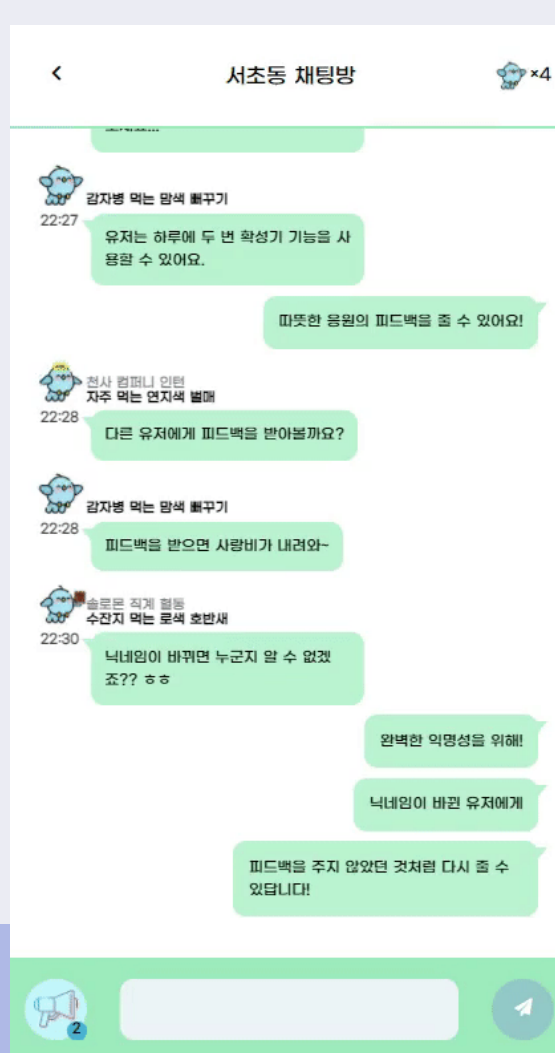 서초동 채팅방
×4
감자병 먹는 맘색 빼꾸기
22:27
유저는 하루에 두 번 확성기 기능을 사
용할 수 있어요.
따뜻한 응원의 피드백을 줄 수 있어요!
천사 컴퍼니 인턴
자주 먹는 연지색 벌매
22:28
다른 유저에게 피드백을 받아볼까요?
감자병 먹는 맘색 빼꾸기
22:28
피드백을 받으면 사랑비가 내려와~
솔로몬 직계 혈통
수잔지 먹는 로색 호반새
22:30
닉네임이 바뀌면 누군지 알 수 없겠
죠?? ㅎㅎ
완벽한 익명성을 위해!
닉네임이 바뀐 유저에게
피드백을 주지 않았던 것처럼 다시 줄 수
있답니다!
2